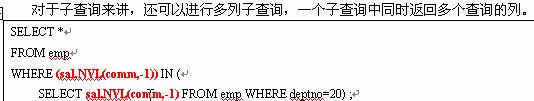 对于子查询来讲，还可以进行多列子查询，一个子查询中同时返回多个查询的列。
SELECT *
FROM emp
WHERE (sal,NVL(comm,-1)) IN (
SELECT sal,NVL(comm,-1) FROM emp WHERE deptno=20) ;